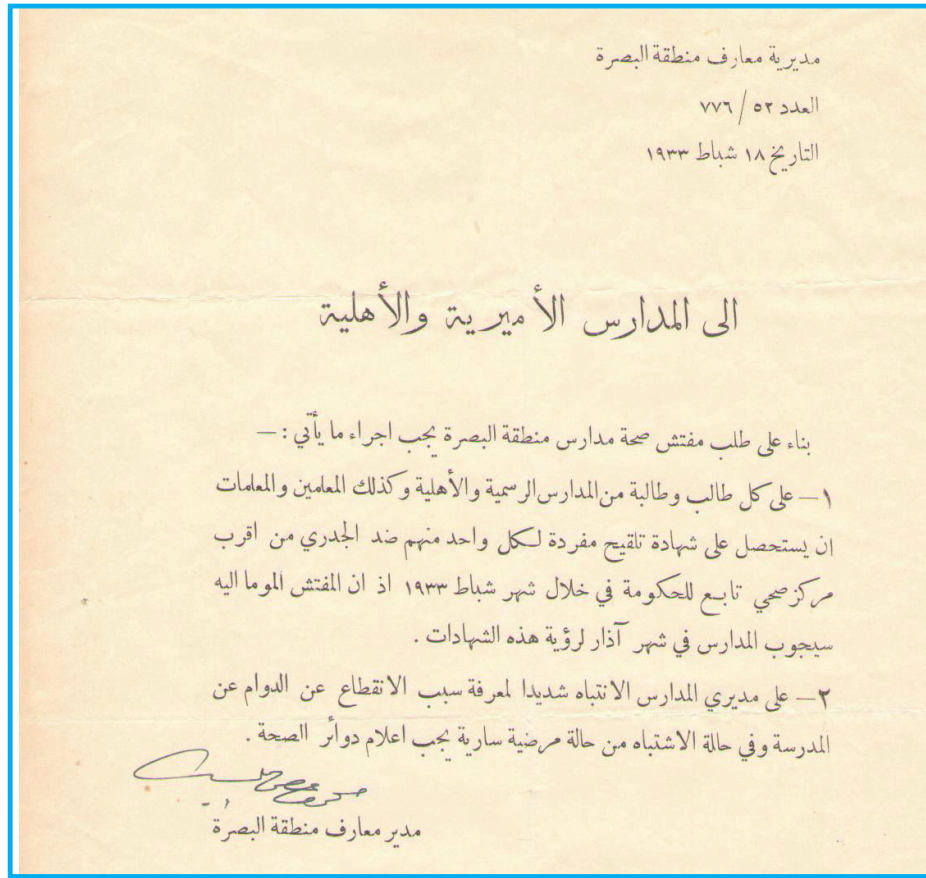 مديرية معارف منطقة البصرة
العدد ٥٢ / ٧٧٦
التاريخ ١٨ شباط ١٩٣٣
الى المدارس الأميرية والأهلية
بناء على طلب مفتش صحة مدارس منطقة البصرة يجب اجراء ما يأتي : —
١ — على كل طالب وطالبة من المدارس الرسمية والأهلية وكذلك المعلمين والمعلمات
ان يستحصل على شهادة تلقيح مفردة لكل واحد منهم ضد الجدري من اقرب
مركز صحي تابع للحكومة في خلال شهر شباط ١٩٣٣ اذ ان المفتش الموما اليه
سيجوب المدارس في شهر آذار لرؤية هذه الشهادات .
٢ — على مديري المدارس الانتباه شديدا لمعرفة سبب الانقطاع عن الدوام عن
المدرسة وفي حالة الاشتباه من حالة مرضية سارية يجب اعلام دوائر الصحة .
مدير معارف منطقة البصرة